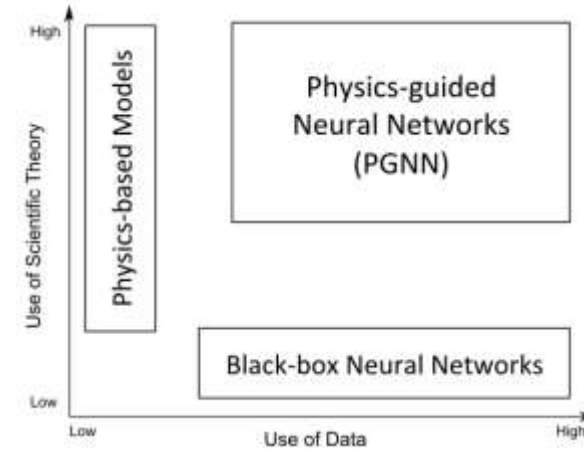 High
Use of Scientific Theory
Low
Physics-based Models
Physics-guided
Neural Networks
(PGNN)
Black-box Neural Networks
Low
Use of Data
High